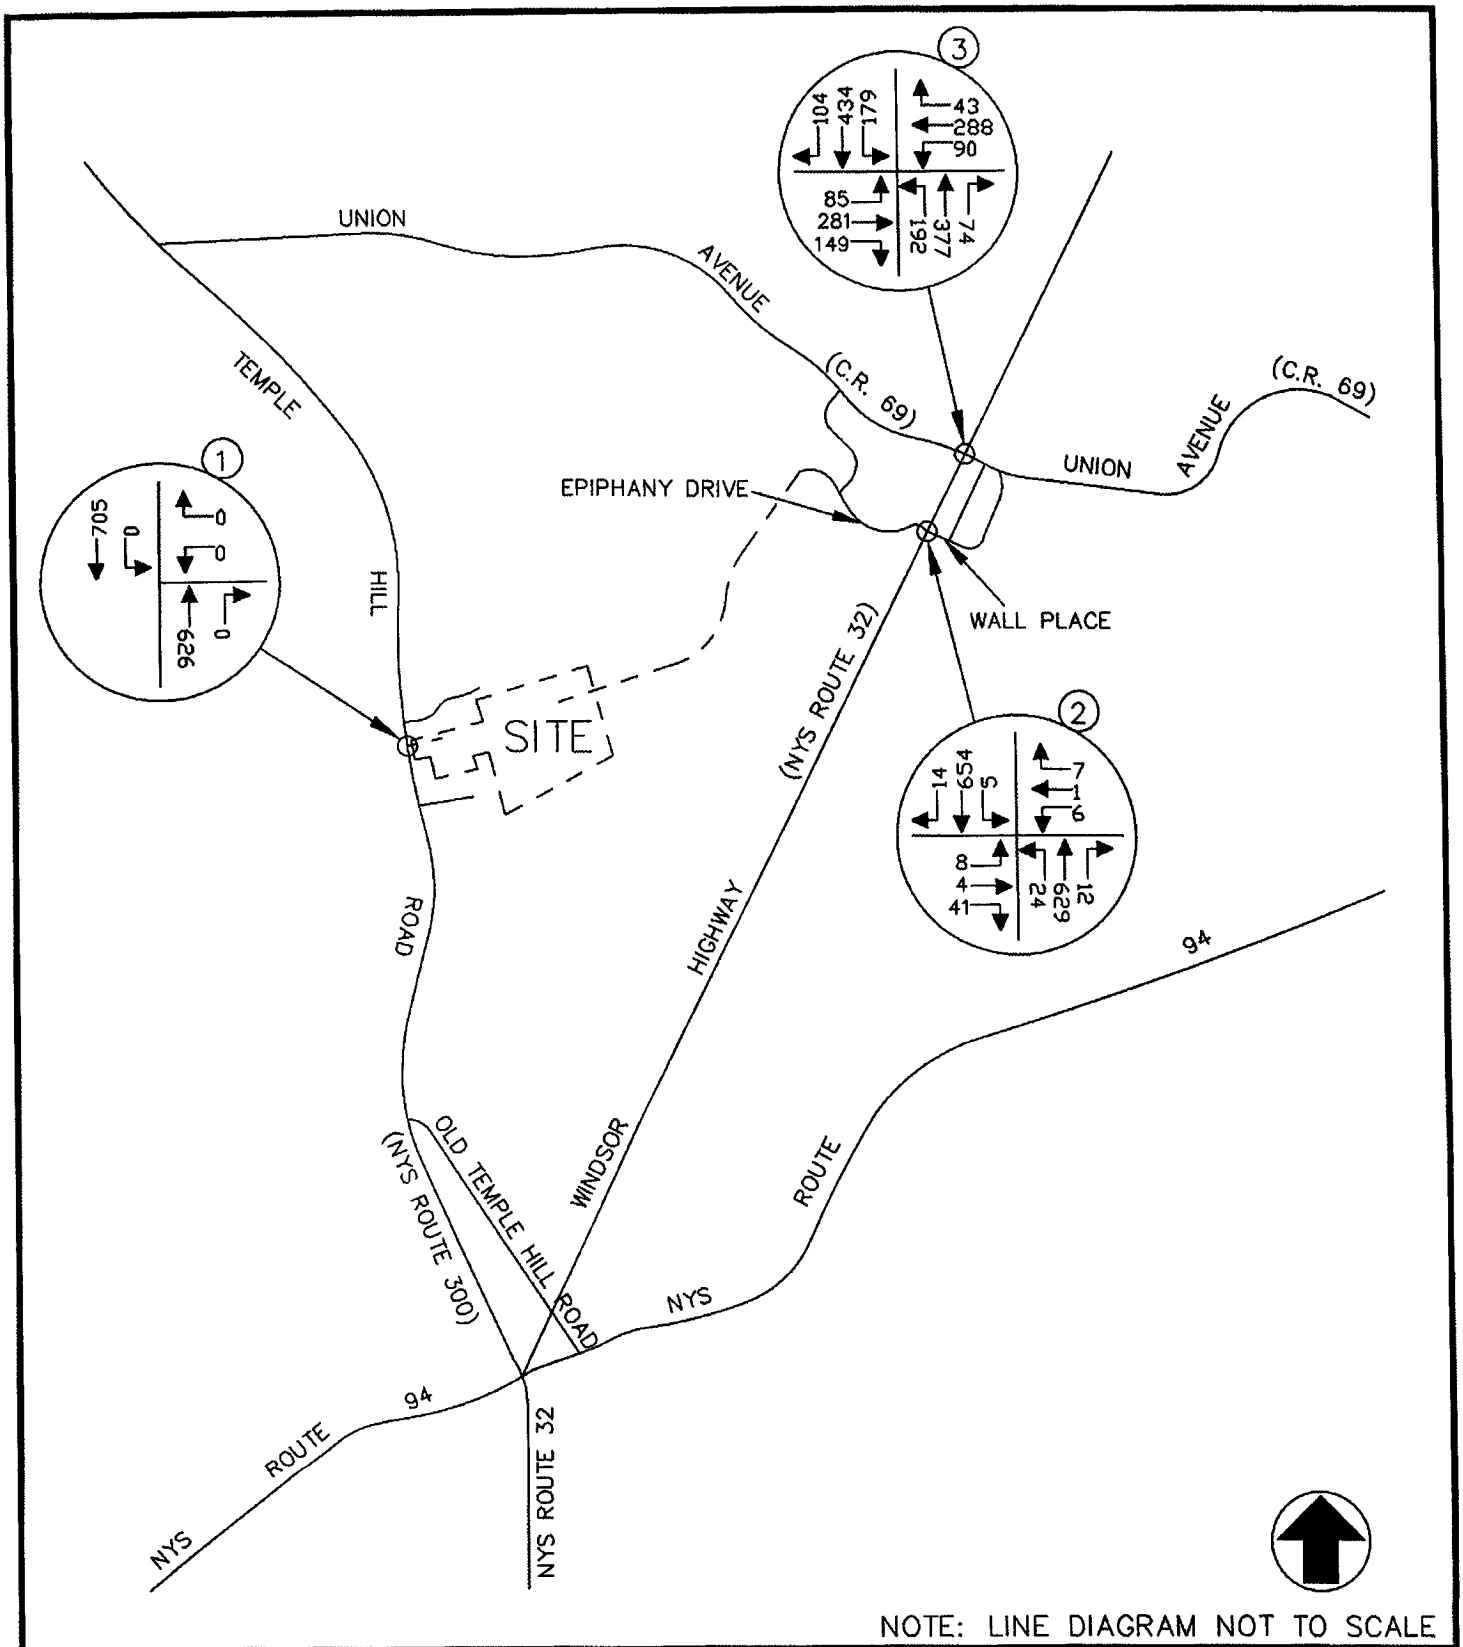 3
104
434
179
43
288
90
85
281
149
192
377
74
UNION
AVENUE
(C.R. 69)
(C.R. 69)
TEMPLE
UNION
AVENUE
1
705
0
0
0
626
0
EPIPHANY DRIVE
HILL
WALL PLACE
SITE
(NYS ROUTE 32)
2
14
654
5
7
1
6
8
4
41
24
629
12
ROAD
HIGHWAY
94
OLD TEMPLE HILL ROAD
(NYS ROUTE 300)
WINDSOR
ROUTE
NYS
94
ROUTE
NYS
NYS ROUTE 32
NOTE: LINE DIAGRAM NOT TO SCALE